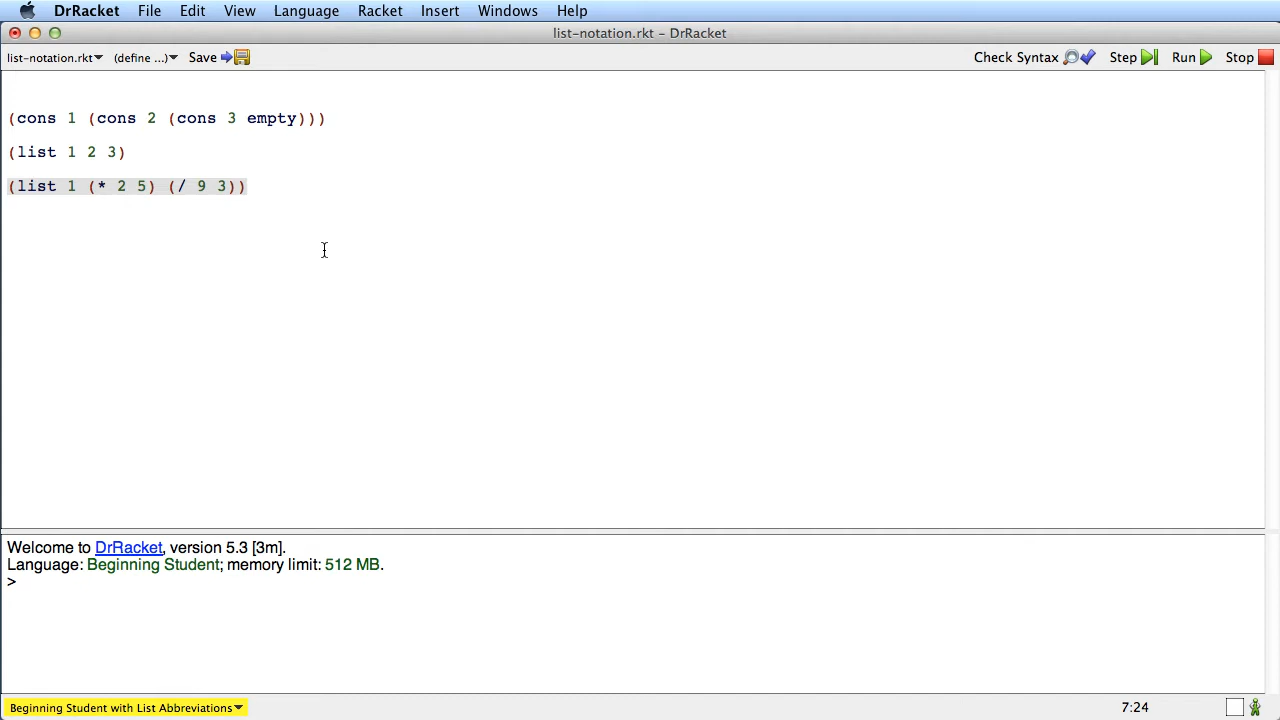 DrRacket File Edit View Language Racket Insert Windows Help
list-notation.rkt - DrRacket
list-notation.rkt (define ...) Save Check Syntax Step Run Stop
(cons 1 (cons 2 (cons 3 empty)))
(list 1 2 3)
(list 1 (* 2 5) (/ 9 3))
Welcome to DrRacket, version 5.3 [3m].
Language: Beginning Student; memory limit: 512 MB.
>
Beginning Student with List Abbreviations 7:24